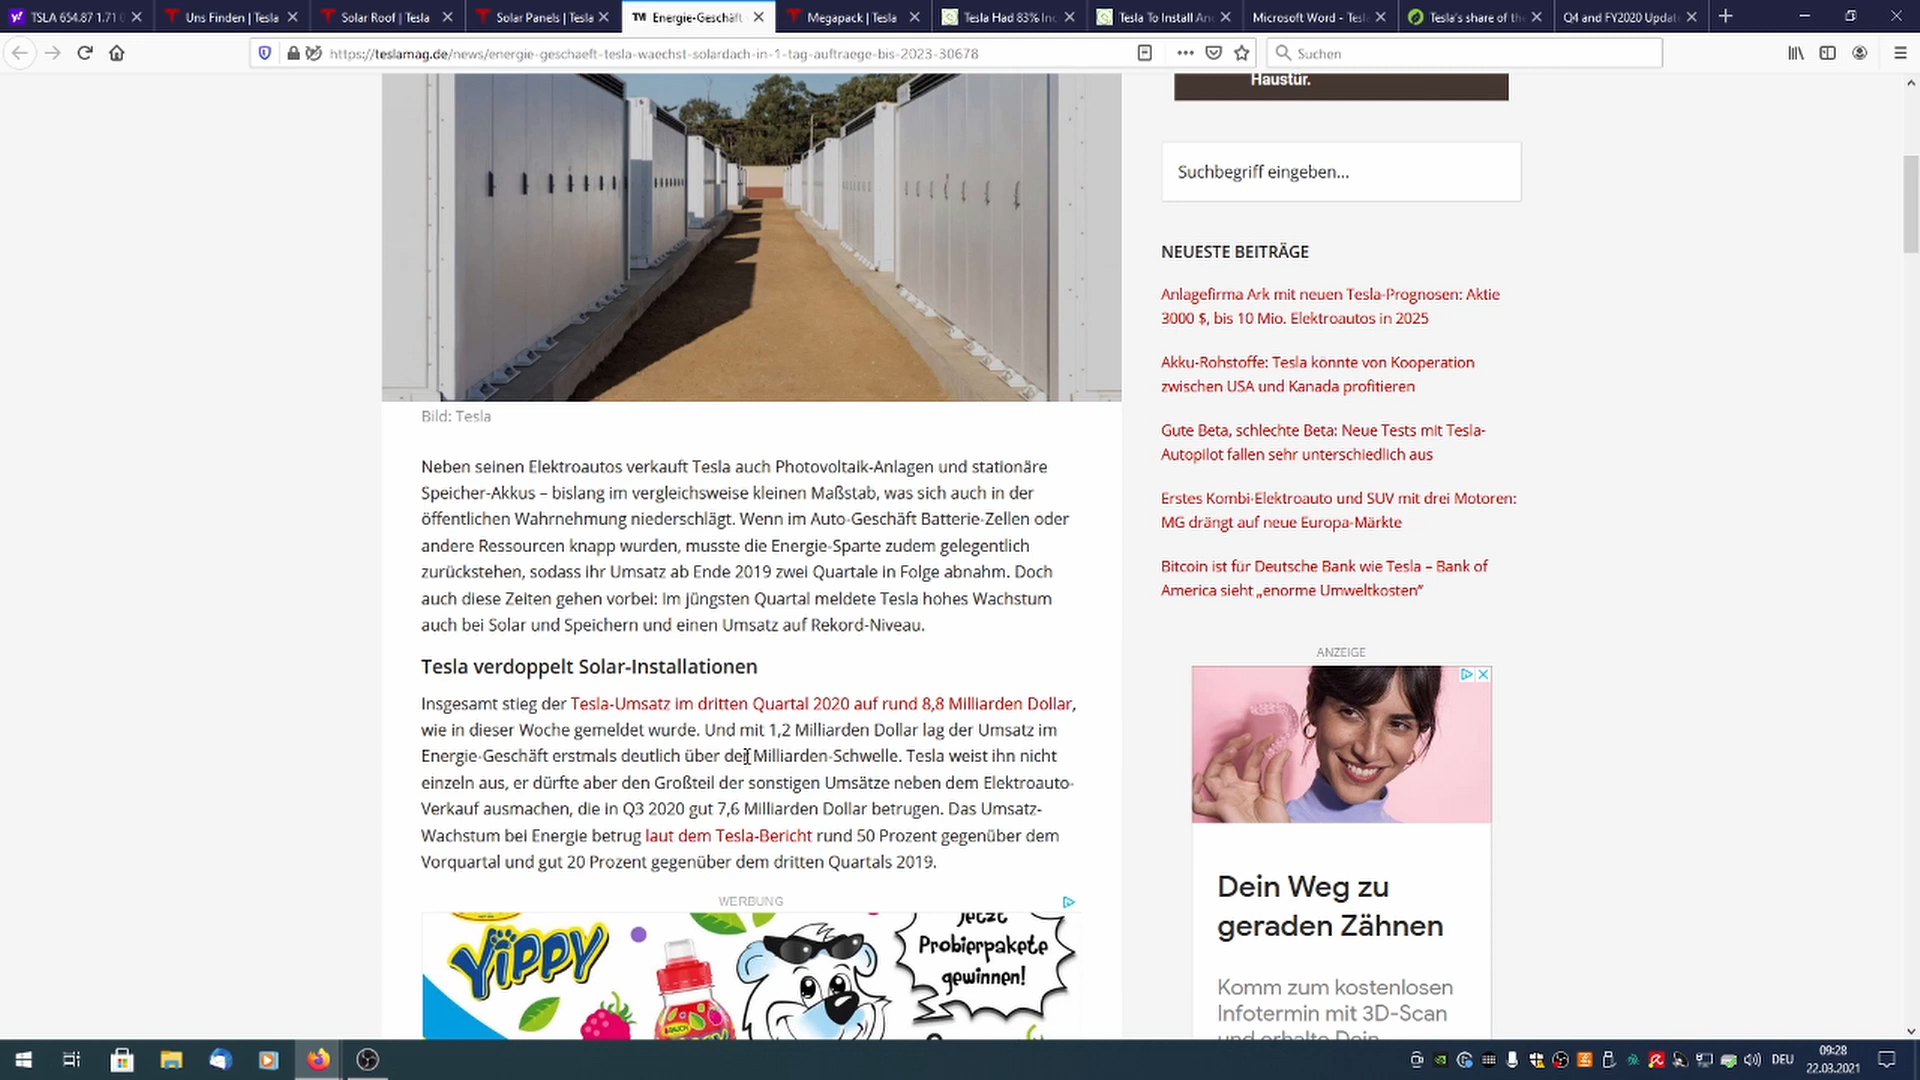 TSLA 654.87 1.71 (
Uns Finden | Tesla
Solar Roof | Tesla
Solar Panels | Tesla
Energie-Geschäft
Megapack | Tesla
Tesla Had 83% Inc
Tesla To Install An
Microsoft Word - Tesl
Tesla's share of the
Q4 and FY2020 Updat
https://teslamag.de/news/energie-geschaeft-tesla-waechst-solardach-in-1-tag-auftraege-bis-2023-30678
Suchen
Bild: Tesla
Neben seinen Elektroautos verkauft Tesla auch Photovoltaik-Anlagen und stationäre
Speicher-Akkus – bislang im vergleichsweise kleinen Maßstab, was sich auch in der
öffentlichen Wahrnehmung niederschlägt. Wenn im Auto-Geschäft Batterie-Zellen oder
andere Ressourcen knapp wurden, musste die Energie-Sparte zudem gelegentlich
zurückstehen, sodass ihr Umsatz ab Ende 2019 zwei Quartale in Folge abnahm. Doch
auch diese Zeiten gehen vorbei: Im jüngsten Quartal meldete Tesla hohes Wachstum
auch bei Solar und Speichern und einen Umsatz auf Rekord-Niveau.
Tesla verdoppelt Solar-Installationen
Insgesamt stieg der Tesla-Umsatz im dritten Quartal 2020 auf rund 8,8 Milliarden Dollar,
wie in dieser Woche gemeldet wurde. Und mit 1,2 Milliarden Dollar lag der Umsatz im
Energie-Geschäft erstmals deutlich über der Milliarden-Schwelle. Tesla weist ihn nicht
einzeln aus, er dürfte aber den Großteil der sonstigen Umsätze neben dem Elektroauto-
Verkauf ausmachen, die in Q3 2020 gut 7,6 Milliarden Dollar betrugen. Das Umsatz-
Wachstum bei Energie betrug laut dem Tesla-Bericht rund 50 Prozent gegenüber dem
Vorquartal und gut 20 Prozent gegenüber dem dritten Quartals 2019.
WERBUNG
YiPPY
Jetzt
Probierpakete
gewinnen!
Haustür.
Suchbegriff eingeben...
NEUESTE BEITRÄGE
Anlagefirma Ark mit neuen Tesla-Prognosen: Aktie
3000 $, bis 10 Mio. Elektroautos in 2025
Akku-Rohstoffe: Tesla könnte von Kooperation
zwischen USA und Kanada profitieren
Gute Beta, schlechte Beta: Neue Tests mit Tesla-
Autopilot fallen sehr unterschiedlich aus
Erstes Kombi-Elektroauto und SUV mit drei Motoren:
MG drängt auf neue Europa-Märkte
Bitcoin ist für Deutsche Bank wie Tesla – Bank of
America sieht „enorme Umweltkosten“
ANZEIGE
Dein Weg zu
geraden Zähnen
Komm zum kostenlosen
Infotermin mit 3D-Scan
und erhalte Dein
DEU
09:28
22.03.2021